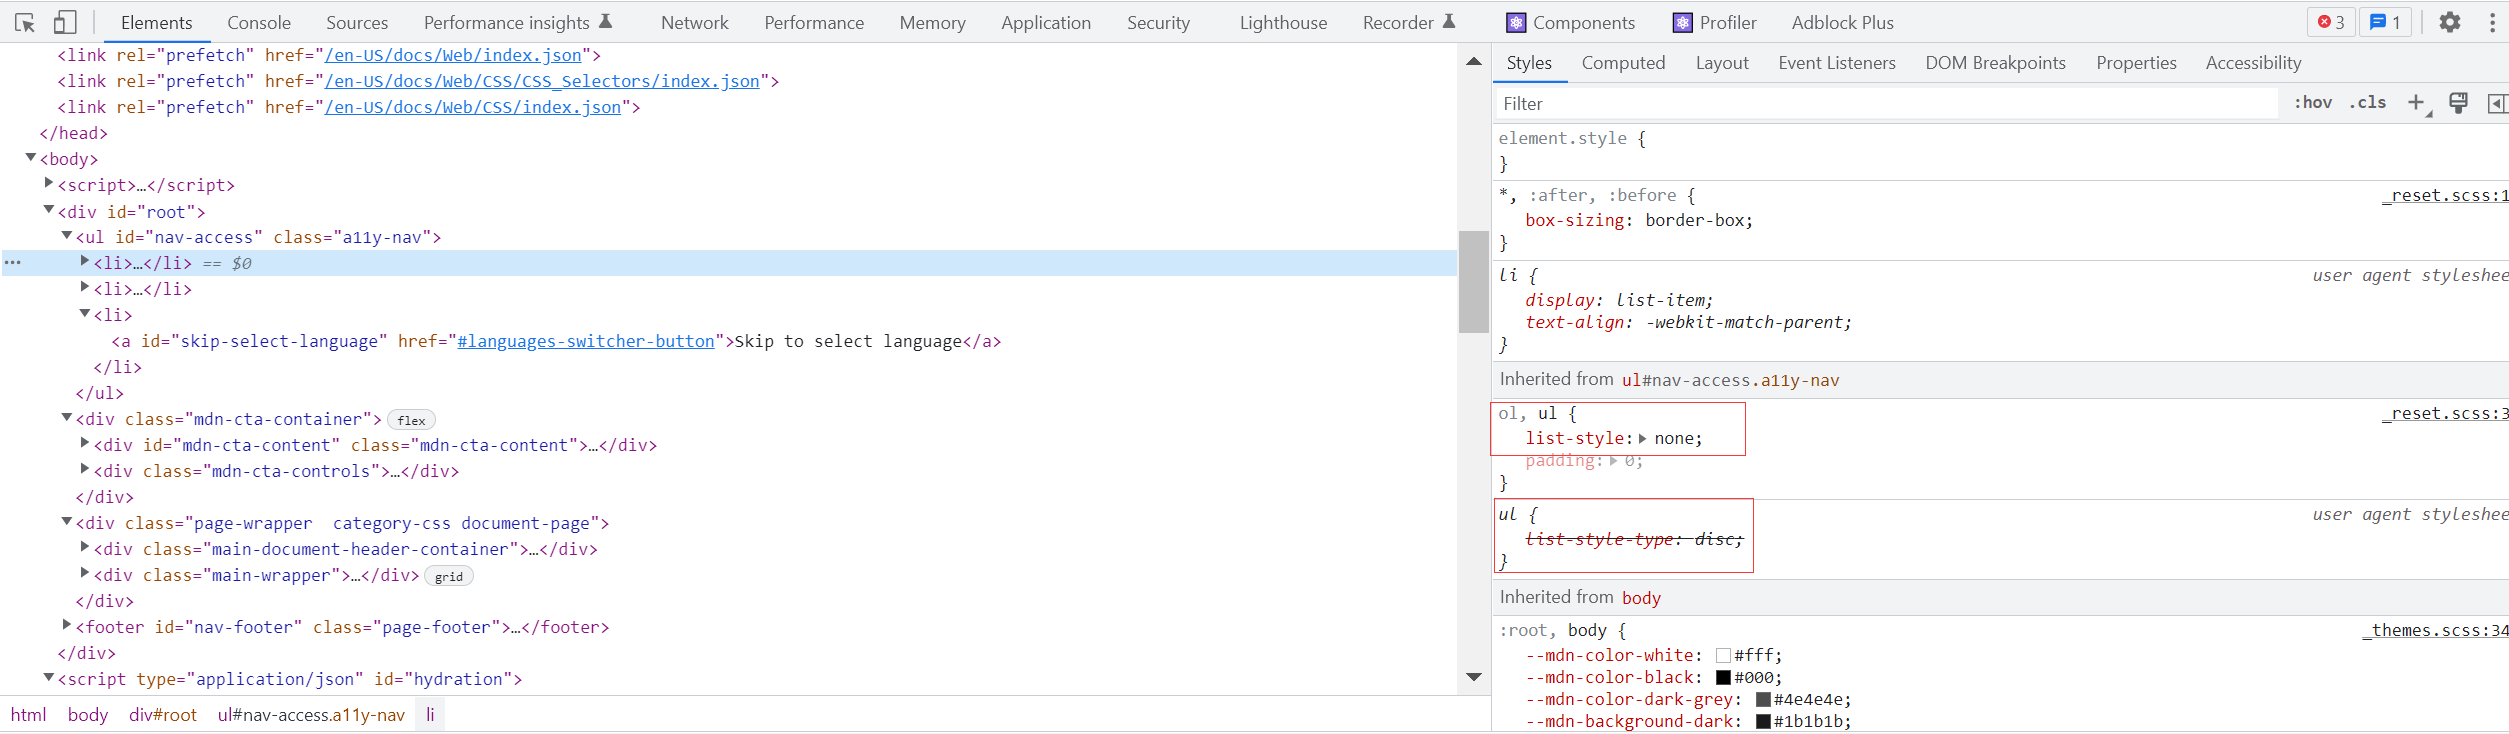 Elements Console Sources Performance insights Network Performance Memory Application Security Lighthouse Recorder Components Profiler Adblock Plus 3 1
<link rel="prefetch" href="/en-US/docs/Web/index.json">
<link rel="prefetch" href="/en-US/docs/Web/CSS/CSS_Selectors/index.json">
<link rel="prefetch" href="/en-US/docs/Web/CSS/index.json">
</head>
<body>
<script>…</script>
<div id="root">
<ul id="nav-access" class="a11y-nav">
… <li>…</li> == $0
<li>…</li>
<li>
<a id="skip-select-language" href="#languages-switcher-button">Skip to select language</a>
</li>
</ul>
<div class="mdn-cta-container"> flex
<div id="mdn-cta-content" class="mdn-cta-content">…</div>
<div class="mdn-cta-controls">…</div>
</div>
<div class="page-wrapper  category-css document-page">
<div class="main-document-header-container">…</div>
<div class="main-wrapper">…</div> grid
</div>
<footer id="nav-footer" class="page-footer">…</footer>
</div>
<script type="application/json" id="hydration">
html body div#root ul#nav-access.a11y-nav li
Styles Computed Layout Event Listeners DOM Breakpoints Properties Accessibility
Filter :hov .cls +
element.style {
}
*, :after, :before { _reset.scss:1
box-sizing: border-box;
}
li { user agent styleshee
display: list-item;
text-align: -webkit-match-parent;
}
Inherited from ul#nav-access.a11y-nav
ol, ul { _reset.scss:3
list-style: none;
padding: 0;
}
ul { user agent styleshee
list-style-type: disc;
}
Inherited from body
:root, body { _themes.scss:34
--mdn-color-white: #fff;
--mdn-color-black: #000;
--mdn-color-dark-grey: #4e4e4e;
--mdn-background-dark: #1b1b1b;